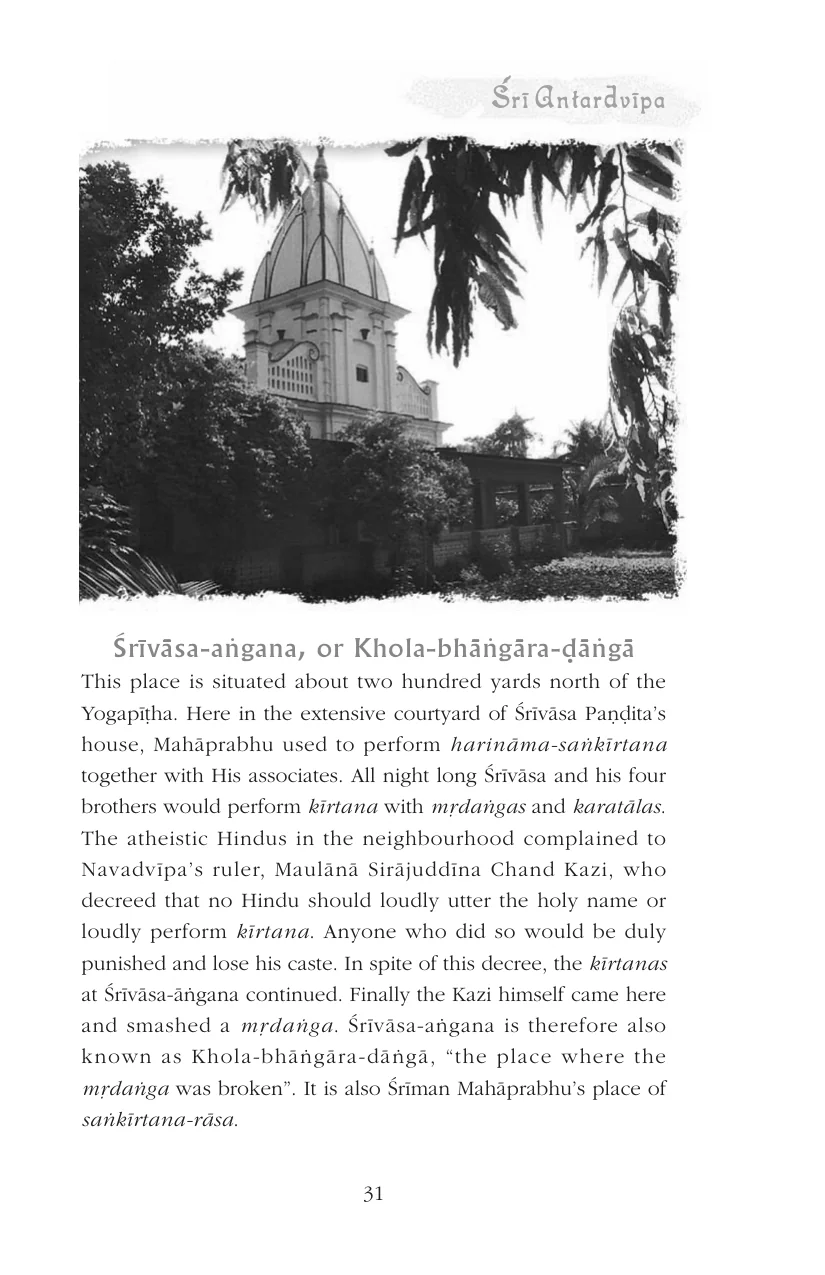 Śrī Antardvīpa
Śrīvāsa-aṅgana, or Khola-bhāṅgāra-ḍāṅgā
This place is situated about two hundred yards north of the
Yogapīṭha. Here in the extensive courtyard of Śrīvāsa Paṇḍita’s
house, Mahāprabhu used to perform harināma-saṅkīrtana
together with His associates. All night long Śrīvāsa and his four
brothers would perform kīrtana with mṛdaṅgas and karatālas.
The atheistic Hindus in the neighbourhood complained to
Navadvīpa’s ruler, Maulānā Sirājuddīna Chand Kazi, who
decreed that no Hindu should loudly utter the holy name or
loudly perform kīrtana. Anyone who did so would be duly
punished and lose his caste. In spite of this decree, the kīrtanas
at Śrīvāsa-āṅgana continued. Finally the Kazi himself came here
and smashed a mṛdaṅga. Śrīvāsa-aṅgana is therefore also
known as Khola-bhāṅgāra-dāṅgā, “the place where the
mṛdaṅga was broken”. It is also Śrīman Mahāprabhu’s place of
saṅkīrtana-rāsa.
31